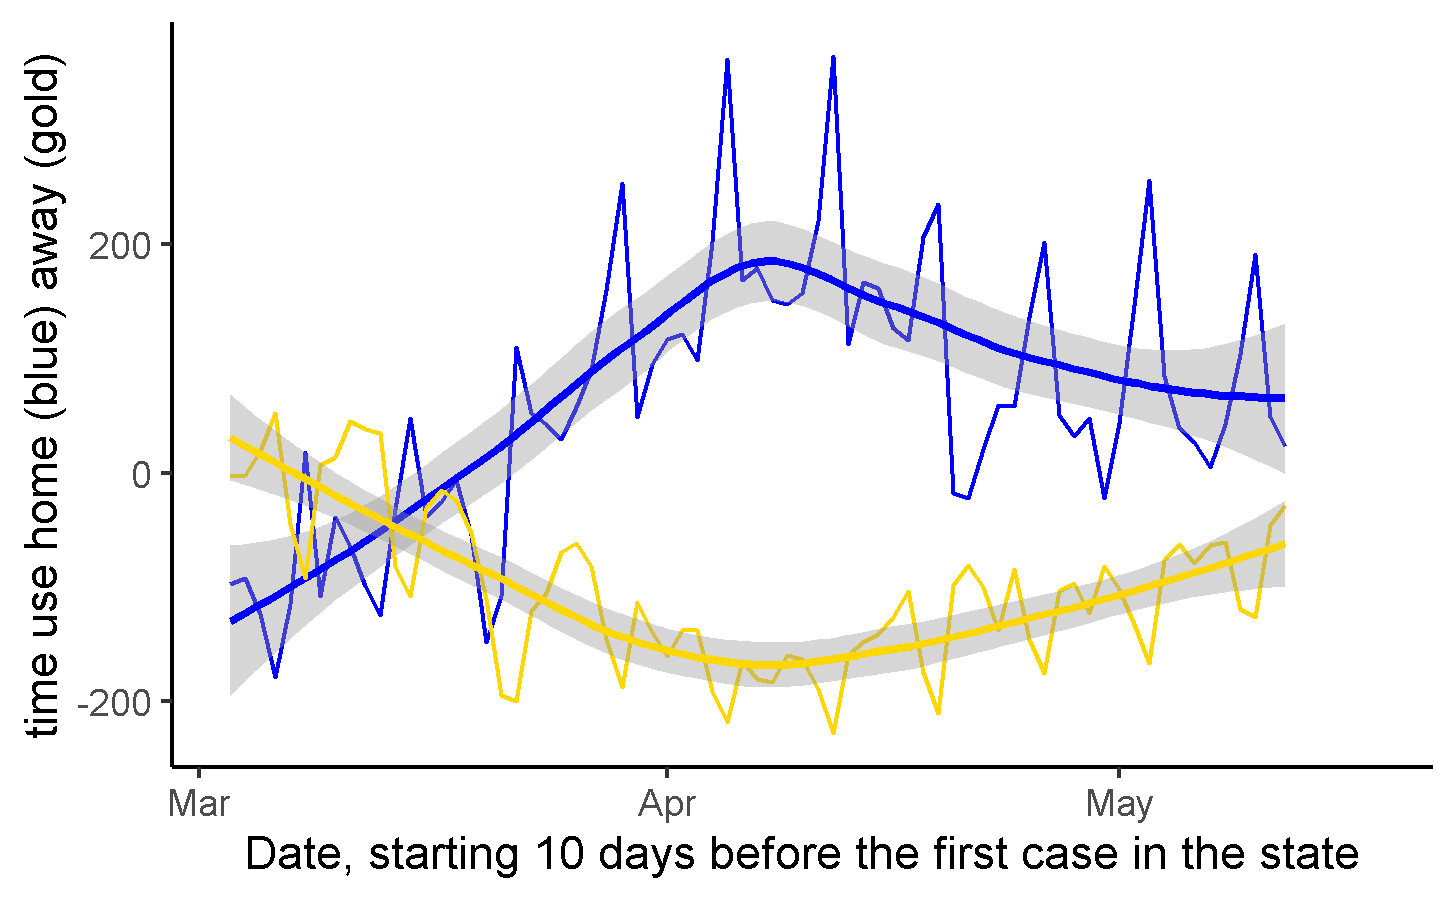 time use home (blue) away (gold)
200
0
-200
Mar Apr May
Date, starting 10 days before the first case in the state